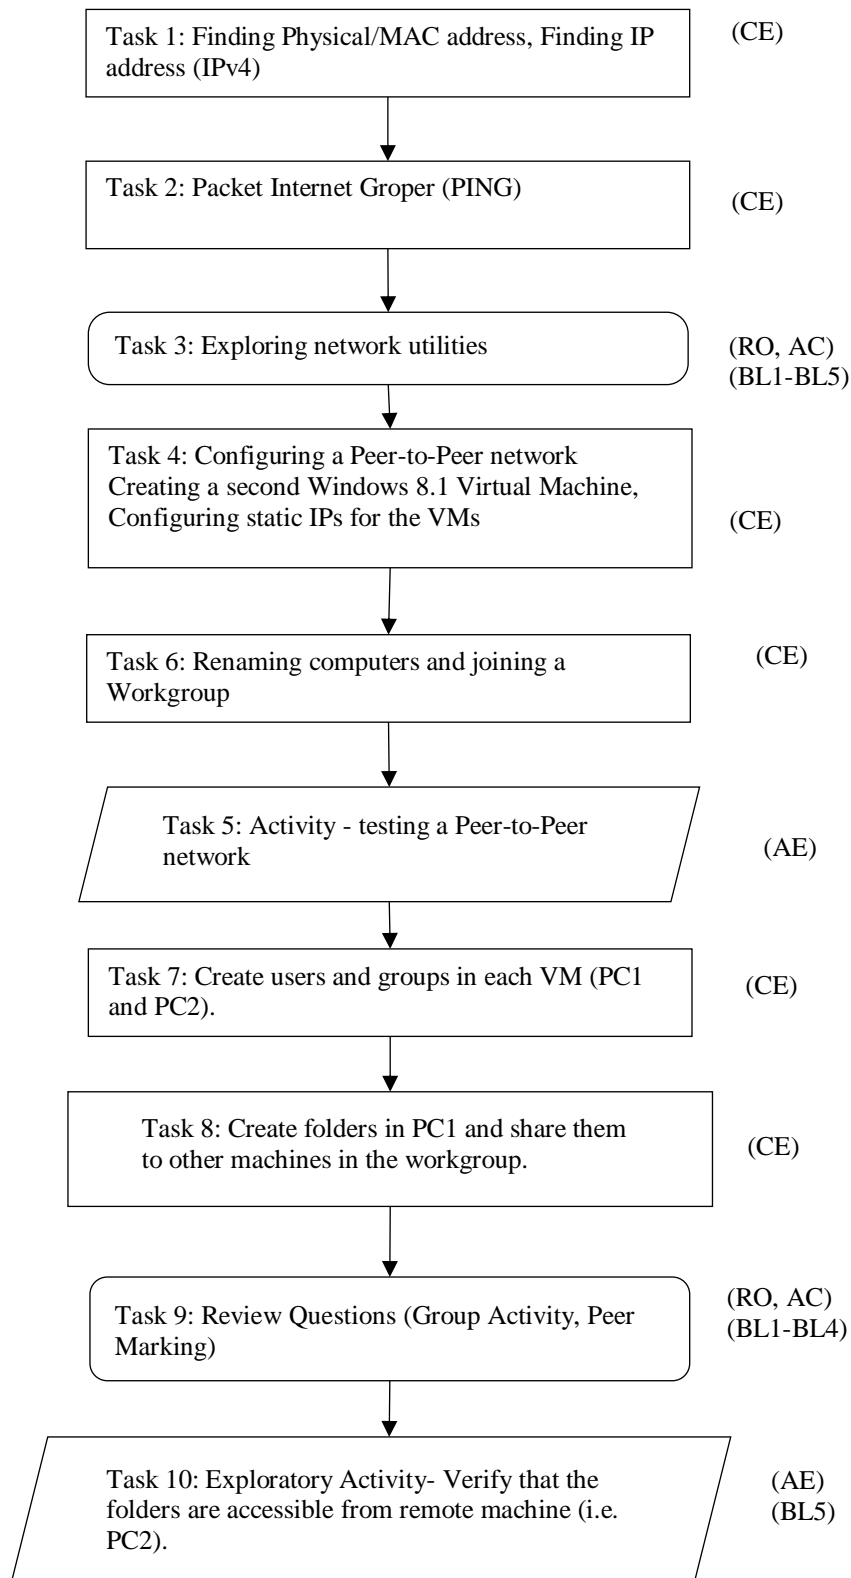 Task 1: Finding Physical/MAC address, Finding IP
address (IPv4)
(CE)
Task 2: Packet Internet Groper (PING)
(CE)
Task 3: Exploring network utilities
(RO, AC)
(BL1-BL5)
Task 4: Configuring a Peer-to-Peer network
Creating a second Windows 8.1 Virtual Machine,
Configuring static IPs for the VMs
(CE)
Task 6: Renaming computers and joining a
Workgroup
(CE)
Task 5: Activity - testing a Peer-to-Peer
network
(AE)
Task 7: Create users and groups in each VM (PC1
and PC2).
(CE)
Task 8: Create folders in PC1 and share them
to other machines in the workgroup.
(CE)
Task 9: Review Questions (Group Activity, Peer
Marking)
(RO, AC)
(BL1-BL4)
Task 10: Exploratory Activity- Verify that the
folders are accessible from remote machine (i.e.
PC2).
(AE)
(BL5)